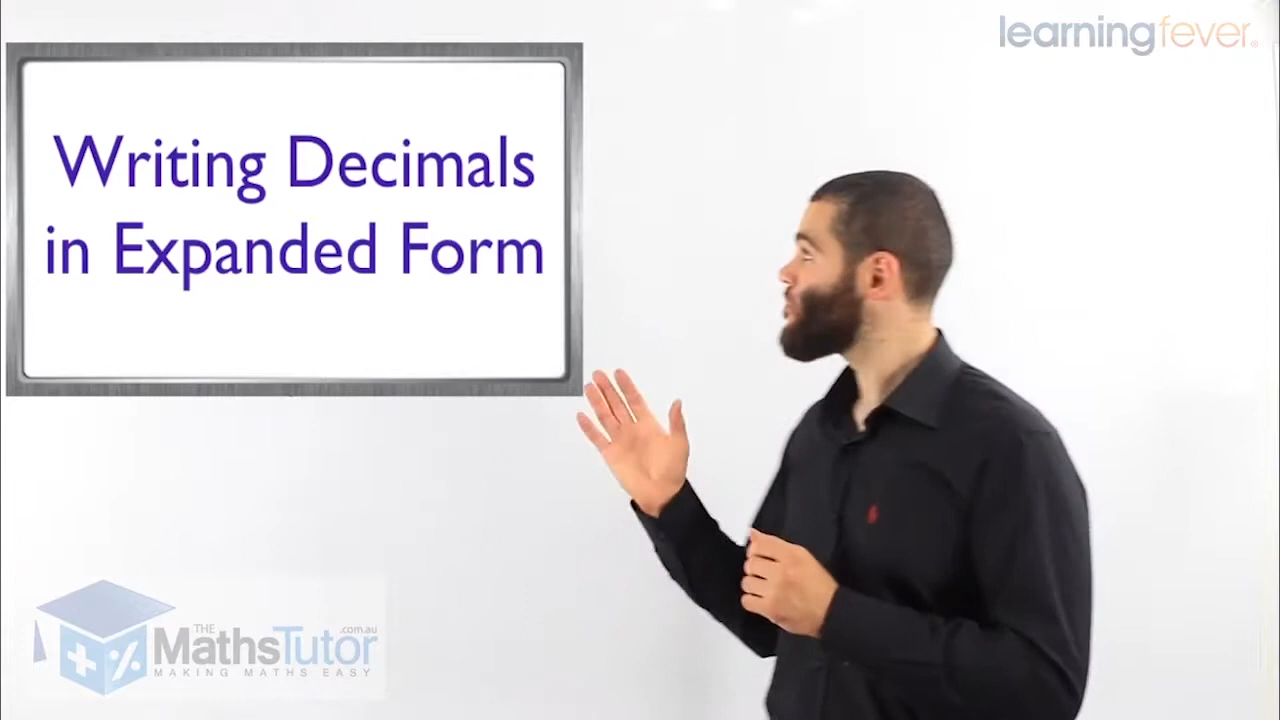 learningfever
Writing Decimals
in Expanded Form
THE
MathsTutor
.com.au
MAKING MATHS EASY